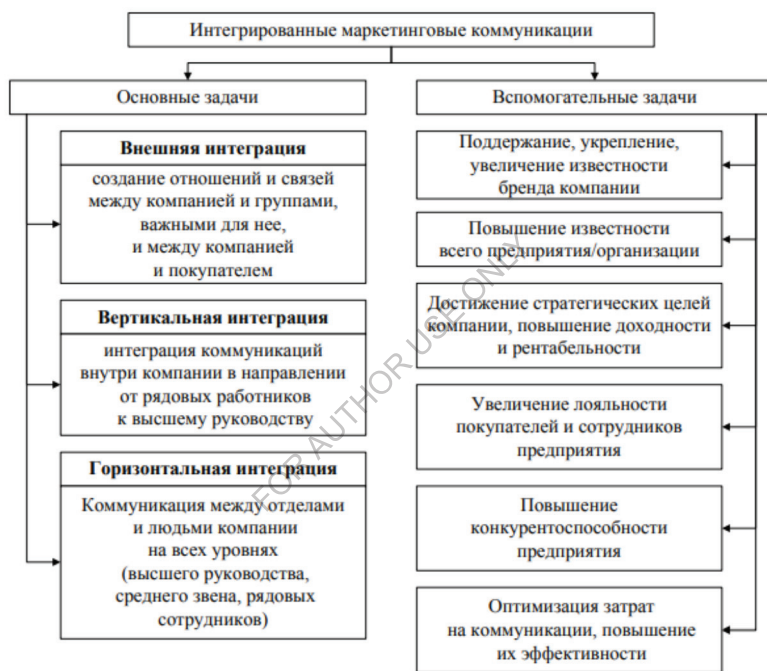 Интегрированные маркетинговые коммуникации
Основные задачи
Внешняя интеграция
создание отношений и связей
между компанией и группами,
важными для нее,
и между компанией
и покупателем
Вертикальная интеграция
интеграция коммуникаций
внутри компании в направлении
от рядовых работников
к высшему руководству
Горизонтальная интеграция
Коммуникация между отделами
и людьми компании
на всех уровнях
(высшего руководства,
среднего звена, рядовых
сотрудников)
Вспомогательные задачи
Поддержание, укрепление,
увеличение известности
бренда компании
Повышение известности
всего предприятия/организации
Достижение стратегических целей
компании, повышение доходности
и рентабельности
Увеличение лояльности
покупателей и сотрудников
предприятия
Повышение
конкурентоспособности
предприятия
Оптимизация затрат
на коммуникации, повышение
их эффективности
FOR AUTHOR USE ONLY